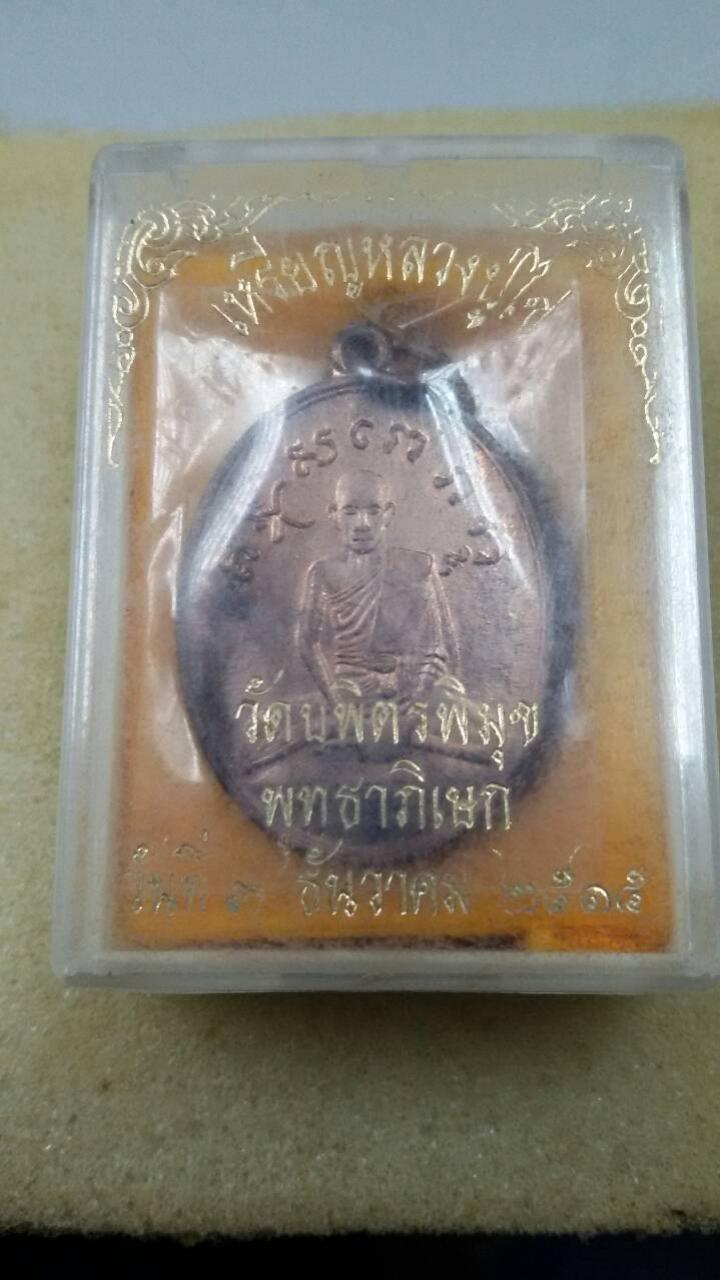 เหรียญหลวงปู่ไข่
วัดบพิตรพิมุข
พุทธาภิเษก
วันที่ ๓ ธันวาคม ๒๕๑๕